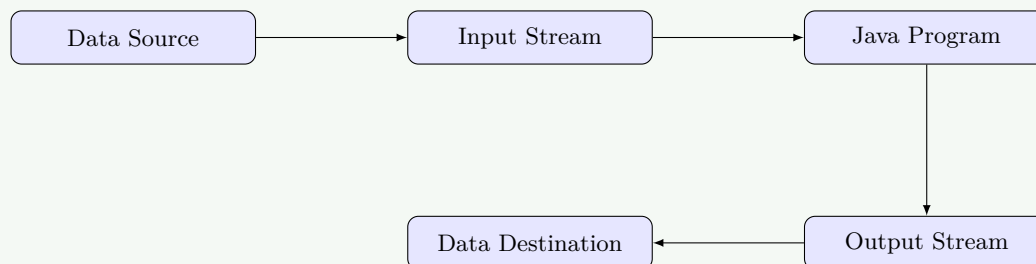 Data Source
Input Stream
Java Program
Data Destination
Output Stream